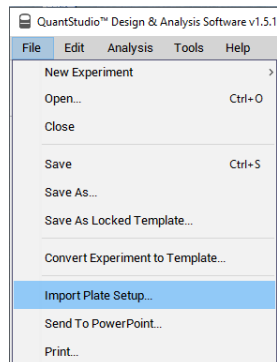 QuantStudio™ Design & Analysis Software v1.5.1
File Edit Analysis Tools Help
New Experiment >
Open... Ctrl+O
Close
Save Ctrl+S
Save As...
Save As Locked Template...
Convert Experiment to Template...
Import Plate Setup...
Send To PowerPoint...
Print...